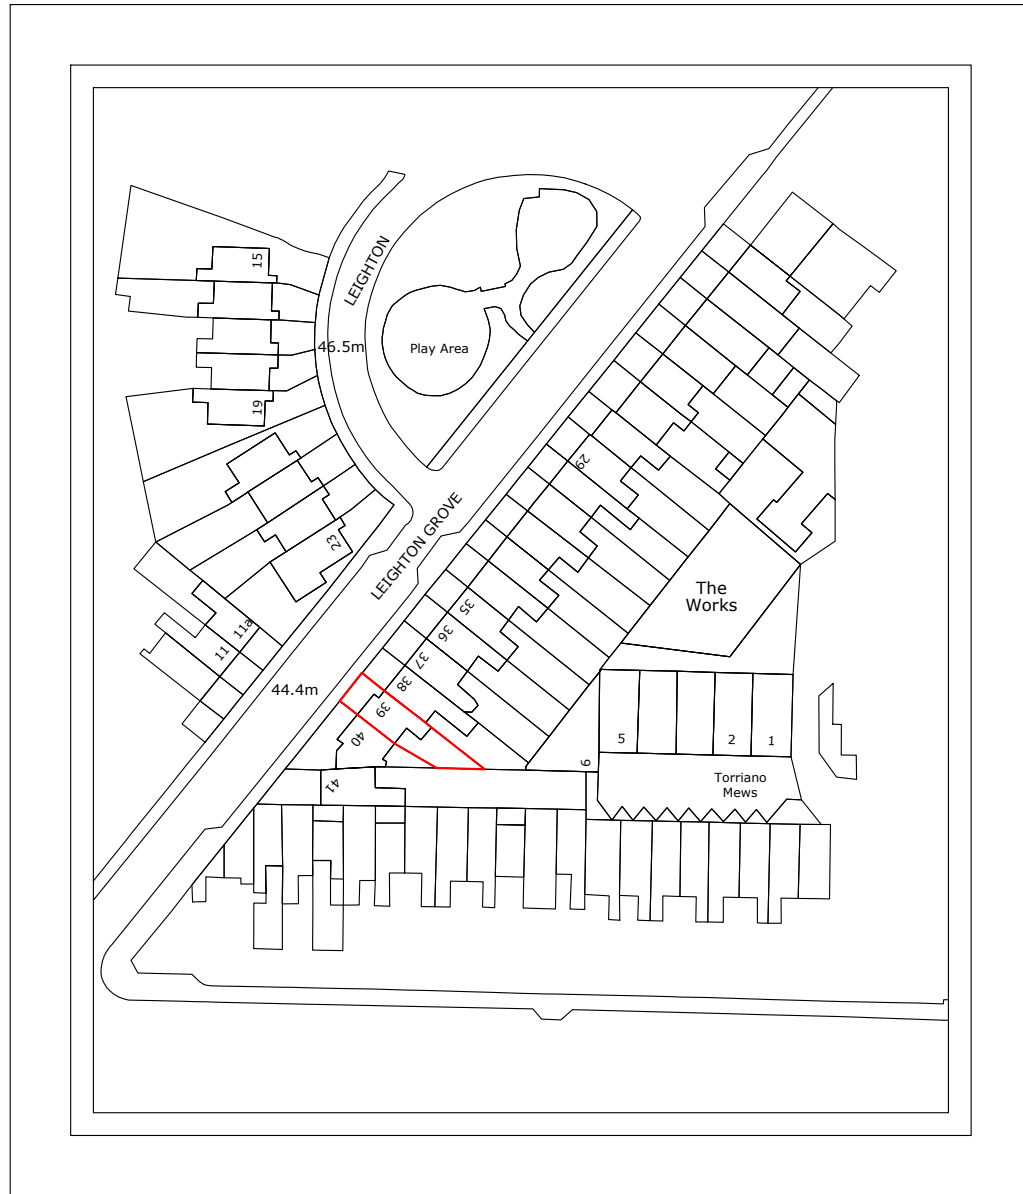 15
LEIGHTON
46.5m
Play Area
19
29
LEIGHTON GROVE
23
The
Works
35
11a
36
11
37
38
44.4m
39
40
5
2
1
6
41
Torriano
Mews